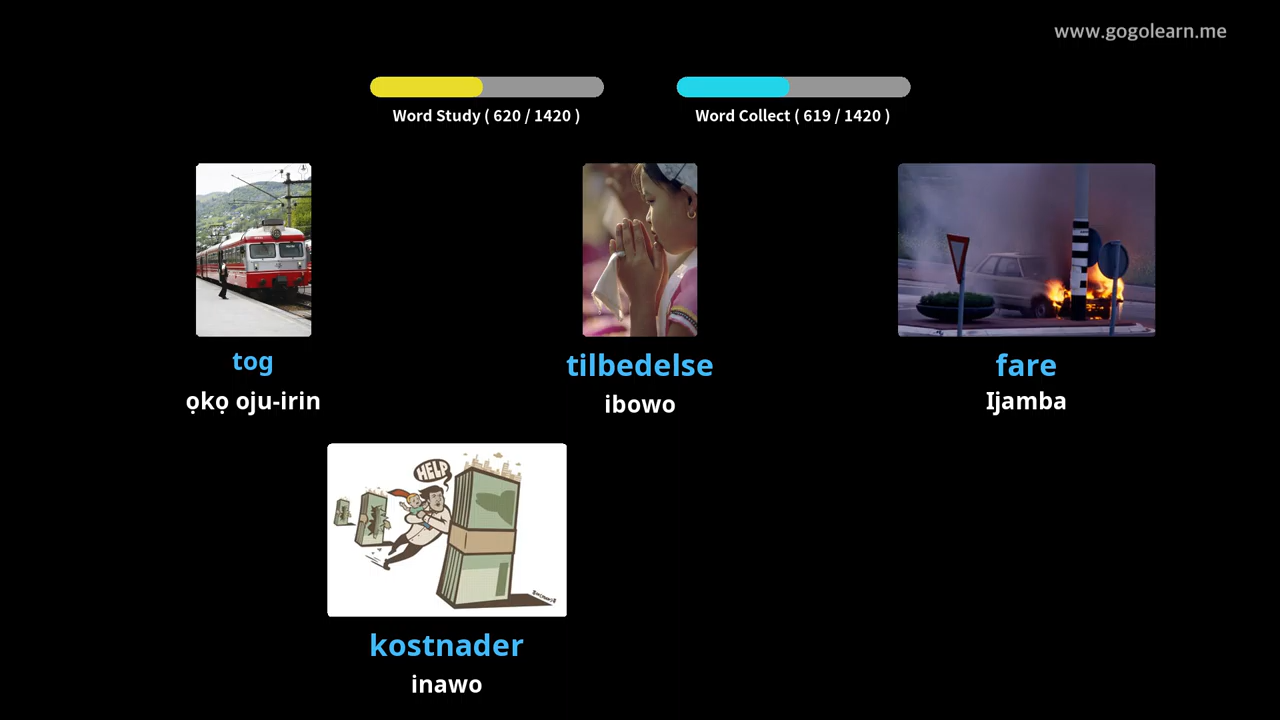 www.gogolearn.me
Word Study ( 620 / 1420 )
Word Collect ( 619 / 1420 )
tog
ọkọ oju-irin
tilbedelse
ibowo
fare
Ijamba
HELP
kostnader
inawo